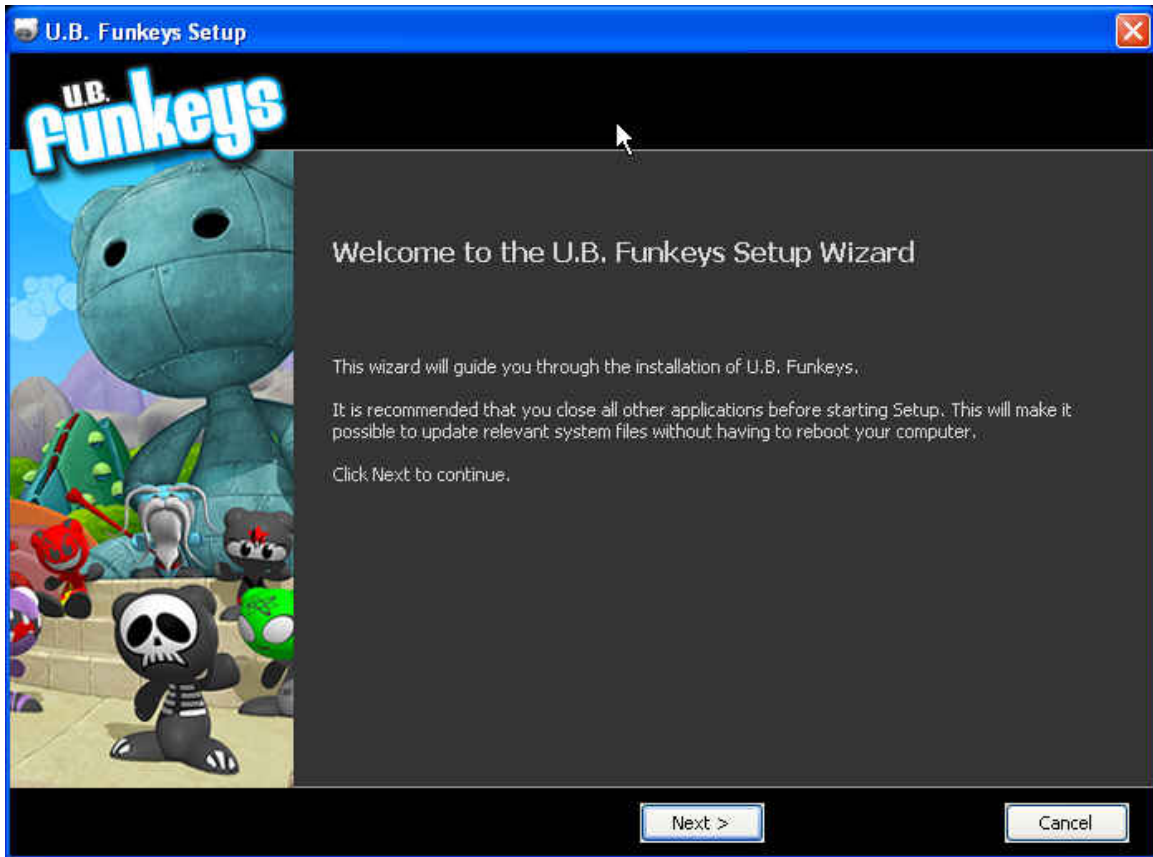 U.B. Funkeys Setup
U.B.
funkeys
Welcome to the U.B. Funkeys Setup Wizard
This wizard will guide you through the installation of U.B. Funkeys.
It is recommended that you close all other applications before starting Setup. This will make it
possible to update relevant system files without having to reboot your computer.
Click Next to continue.
Next >
Cancel